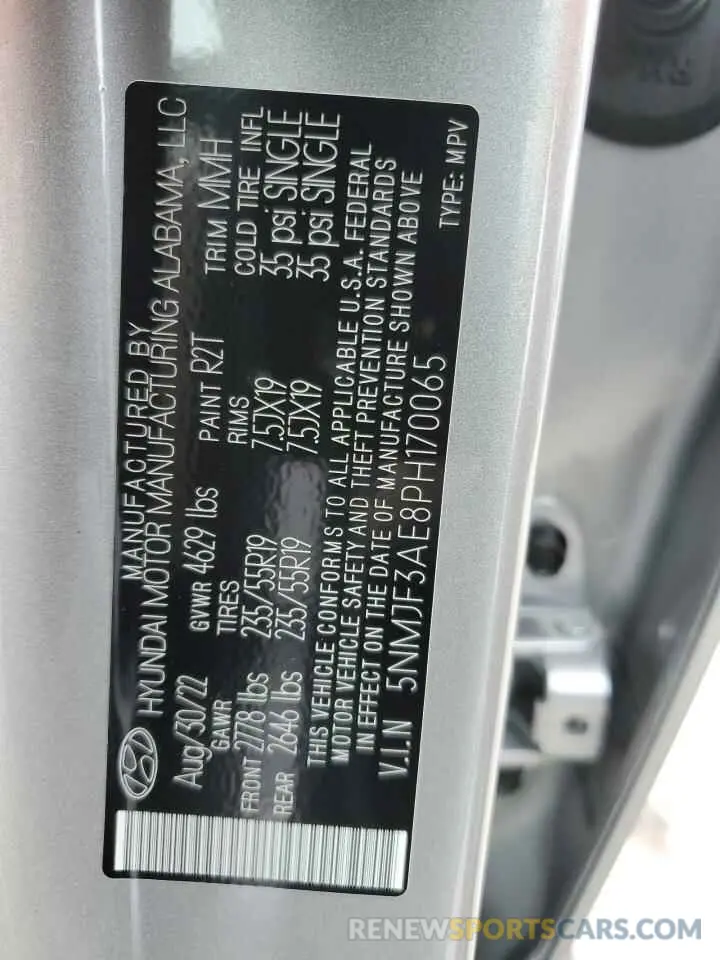 MANUFACTURED BY
HYUNDAI MOTOR MANUFACTURING ALABAMA, LLC
Aug/30/22 GVWR 4629 lbs PAINT R2T TRIM MMH
GAWR TIRES RIMS COLD TIRE INFL
FRONT 2778 lbs 235/55R19 7.5JX19 35 psi SINGLE
REAR 2646 lbs 235/55R19 7.5JX19 35 psi SINGLE
THIS VEHICLE CONFORMS TO ALL APPLICABLE U.S.A. FEDERAL
MOTOR VEHICLE SAFETY AND THEFT PREVENTION STANDARDS
IN EFFECT ON THE DATE OF MANUFACTURE SHOWN ABOVE
V.I.N 5NMJF3AE8PH170065 TYPE: MPV
RENEWSPORTSCARS.COM